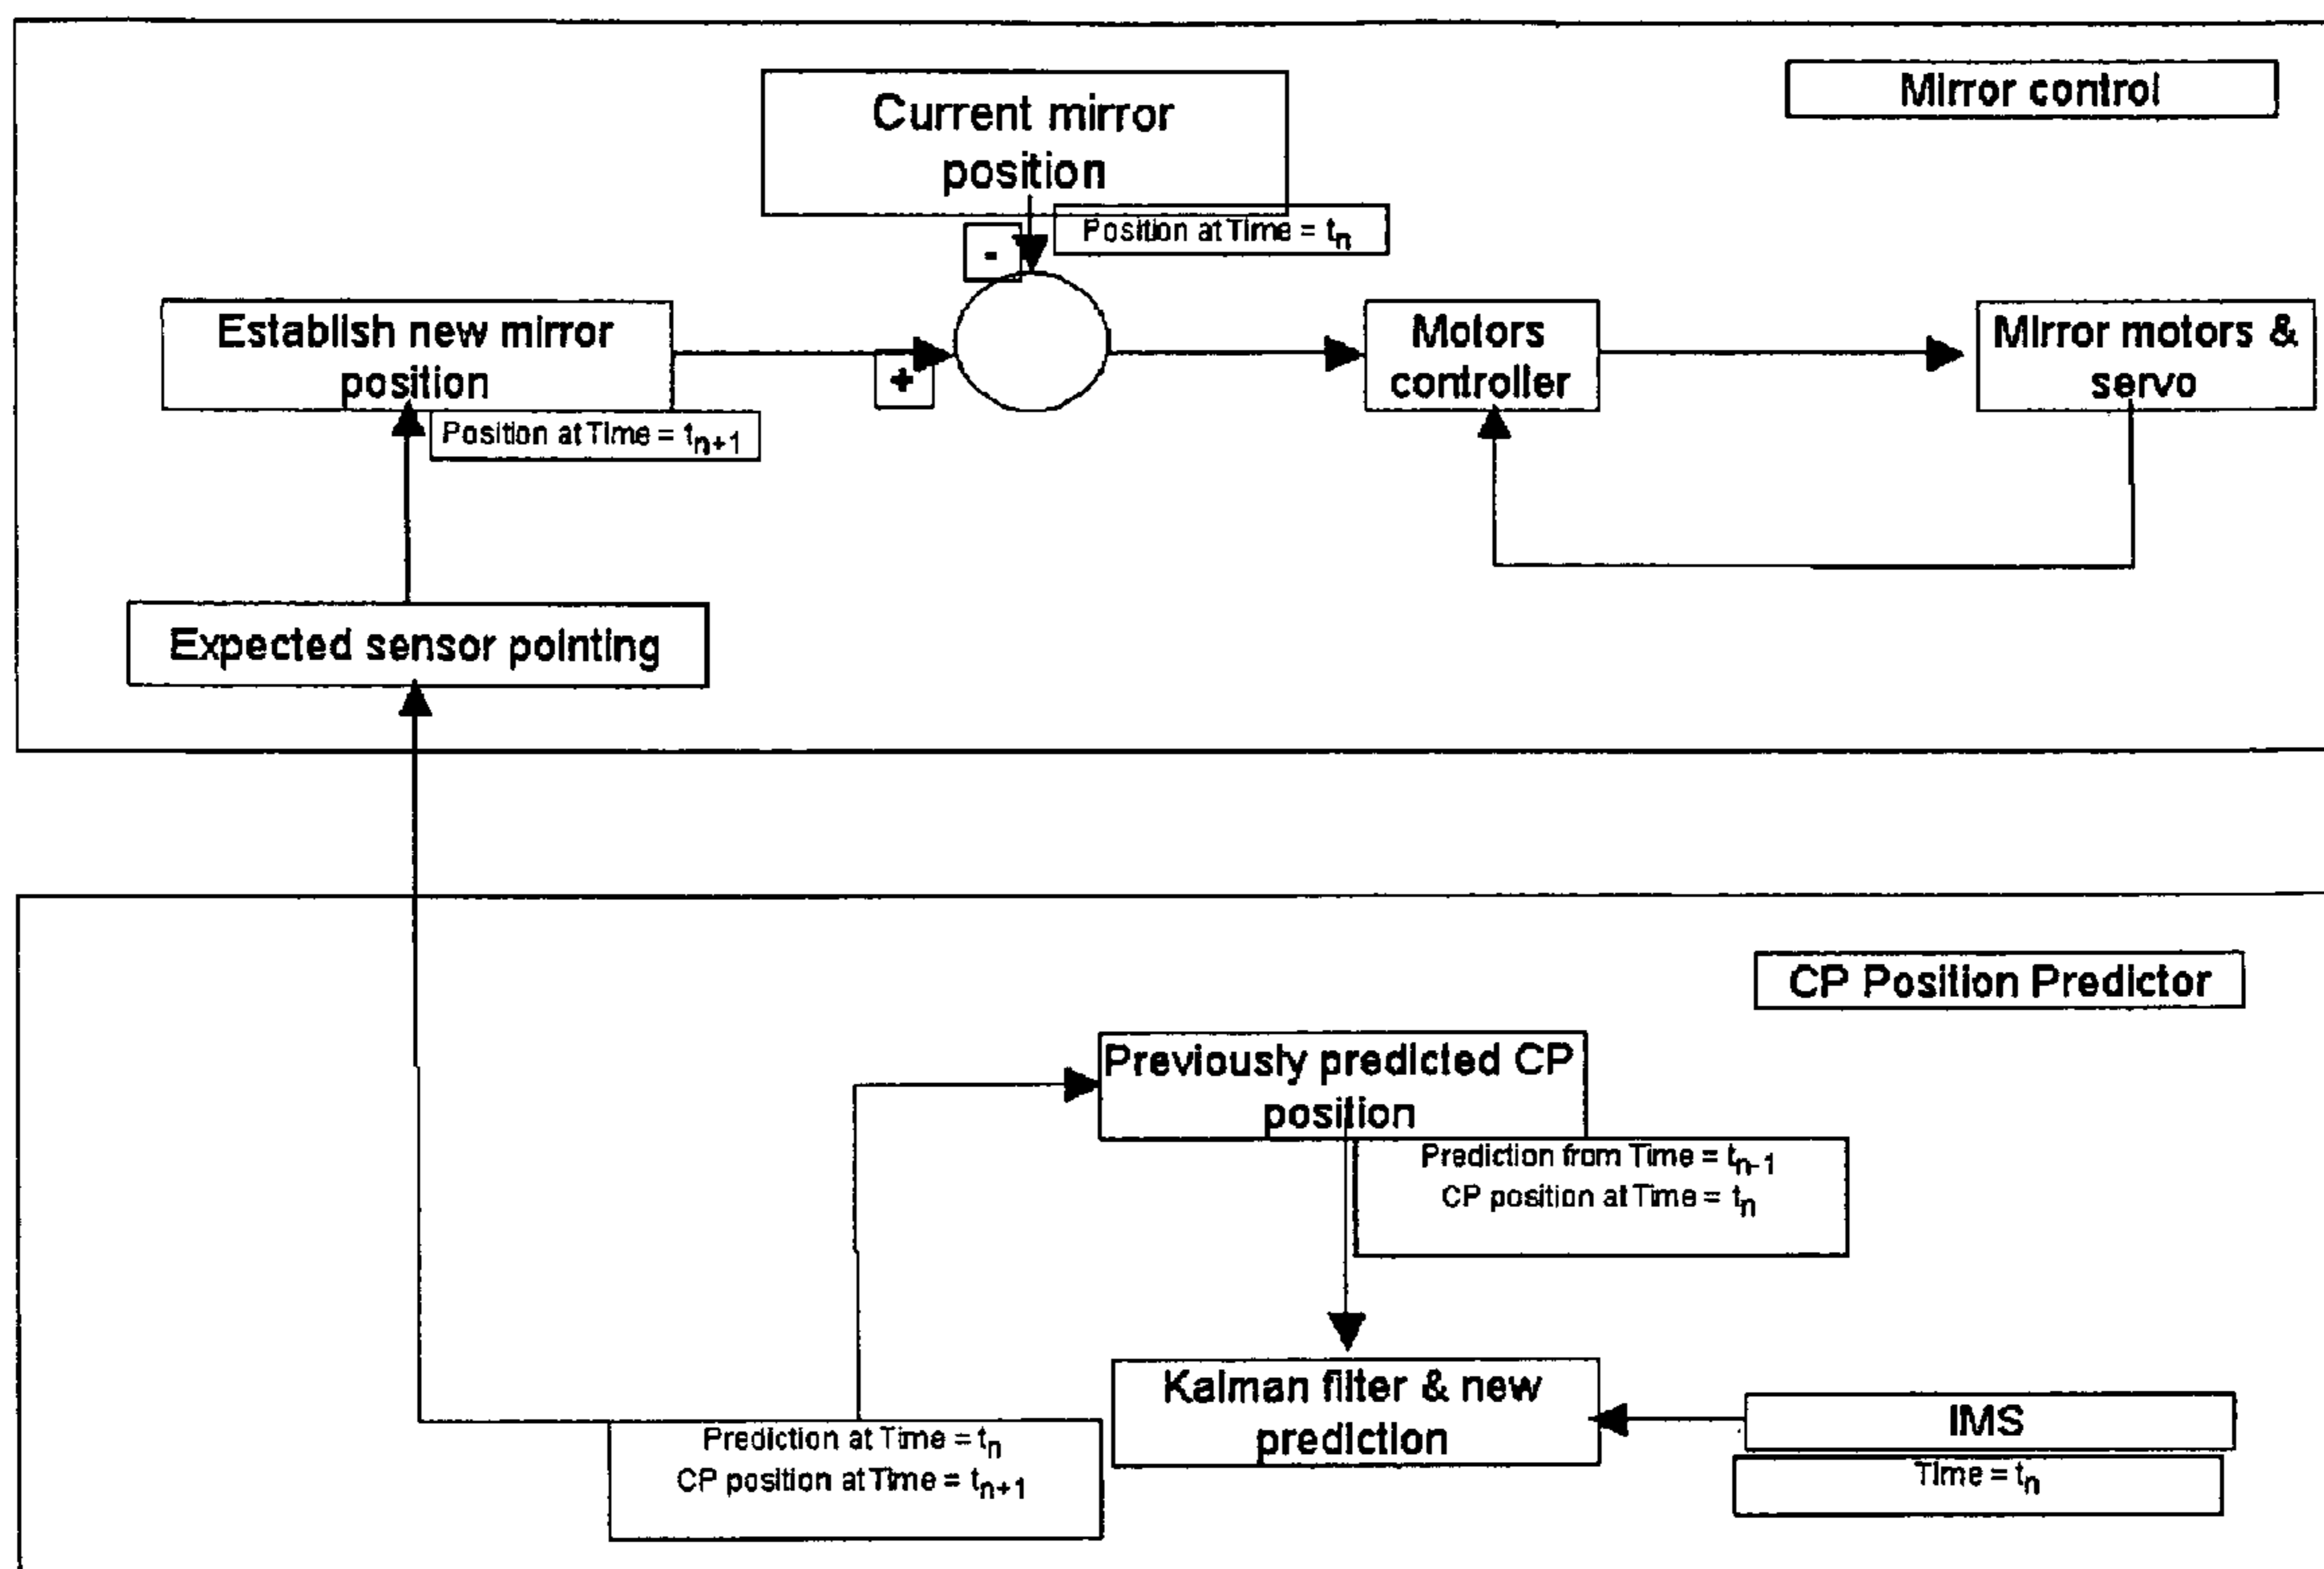 Mirror control
Current mirror
position
Position at Time = tn
-
Establish new mirror
position
+
Motors
controller
Mirror motors &
servo
Position at Time = tn+1
Expected sensor pointing
CP Position Predictor
Previously predicted CP
position
Prediction from Time = tn-1
CP position at Time = tn
Kalman filter & new
prediction
IMS
Time = tn
Prediction at Time = tn
CP position at Time = tn+1